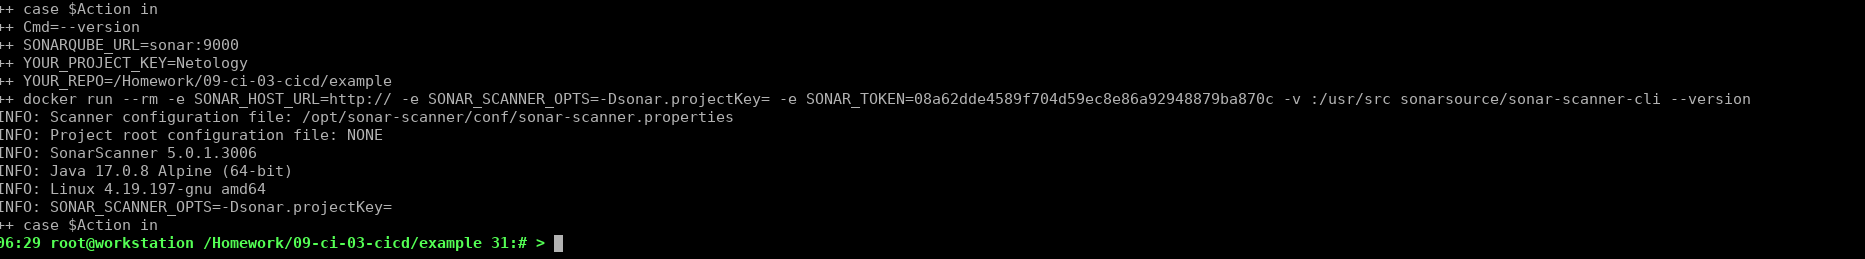 ++ case $Action in
++ Cmd=--version
++ SONARQUBE_URL=sonar:9000
++ YOUR_PROJECT_KEY=Netology
++ YOUR_REPO=/Homework/09-ci-03-cicd/example
++ docker run --rm -e SONAR_HOST_URL=http:// -e SONAR_SCANNER_OPTS=-Dsonar.projectKey= -e SONAR_TOKEN=08a62dde4589f704d59ec8e86a92948879ba870c -v :/usr/src sonarsource/sonar-scanner-cli --version
INFO: Scanner configuration file: /opt/sonar-scanner/conf/sonar-scanner.properties
INFO: Project root configuration file: NONE
INFO: SonarScanner 5.0.1.3006
INFO: Java 17.0.8 Alpine (64-bit)
INFO: Linux 4.19.197-gnu amd64
INFO: SONAR_SCANNER_OPTS=-Dsonar.projectKey=
++ case $Action in
06:29 root@workstation /Homework/09-ci-03-cicd/example 31:# >